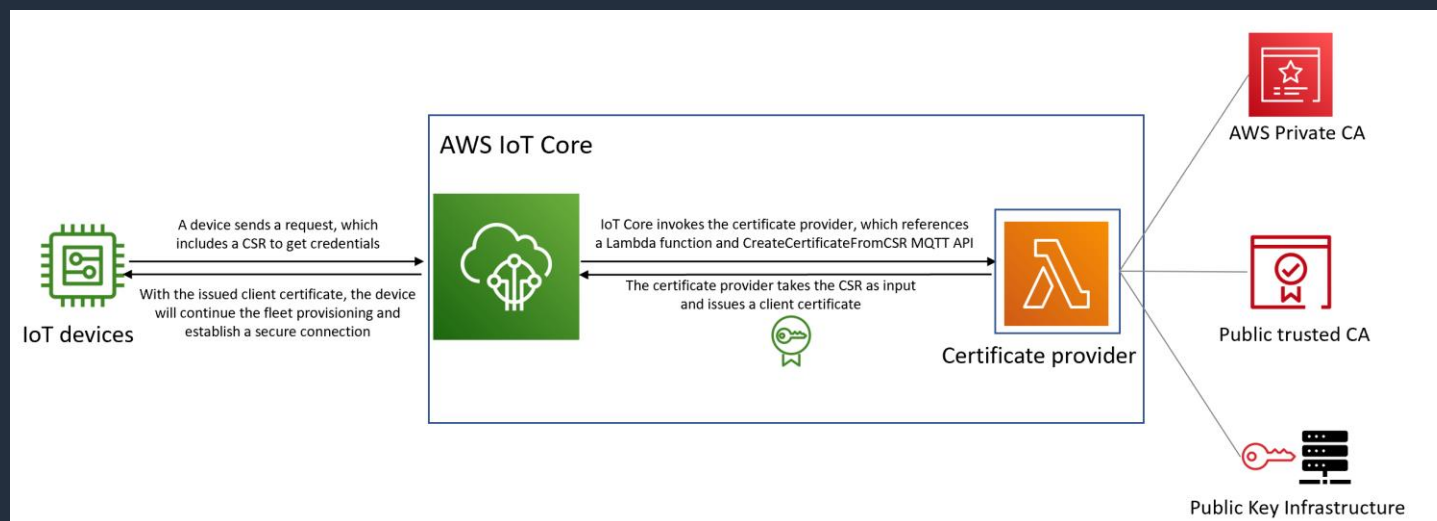 AWS IoT Core
AWS Private CA
A device sends a request, which
includes a CSR to get credentials
IoT Core invokes the certificate provider, which references
a Lambda function and CreateCertificateFromCSR MQTT API
With the issued client certificate, the device
will continue the fleet provisioning and
establish a secure connection
The certificate provider takes the CSR as input
and issues a client certificate
IoT devices
Certificate provider
Public trusted CA
Public Key Infrastructure